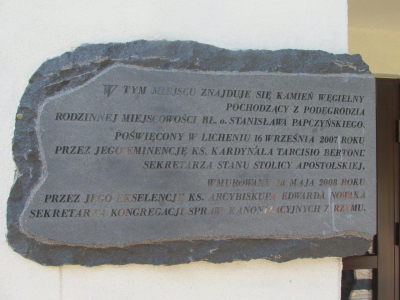 W TYM MIEJSCU ZNAJDUJE SIĘ KAMIEŃ WĘGIELNY
POCHODZĄCY Z PODEGRODZIA
RODZINNEJ MIEJSCOWOŚCI BŁ. o. STANISŁAWA PAPCZYŃSKIEGO.
POŚWIĘCONY W LICHENIU 16 WRZEŚNIA 2007 ROKU
PRZEZ JEGO EMINENCJĘ KS. KARDYNAŁA TARCISIO BERTONE
SEKRETARZA STANU STOLICY APOSTOLSKIEJ,
WMUROWANY MAJA 2008 ROKU
PRZEZ JEGO EKSELENCJĘ KS. ARCYBISKUPA EDWARDA NOWAKA
SEKRETARZA KONGREGACJI SPRAW KANONIZACYJNYCH Z RZYMU.